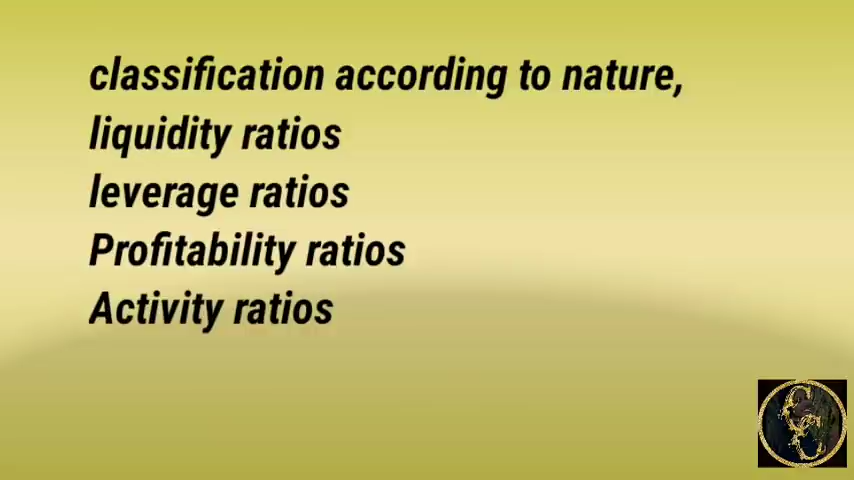 classification according to nature,
liquidity ratios
leverage ratios
Profitability ratios
Activity ratios